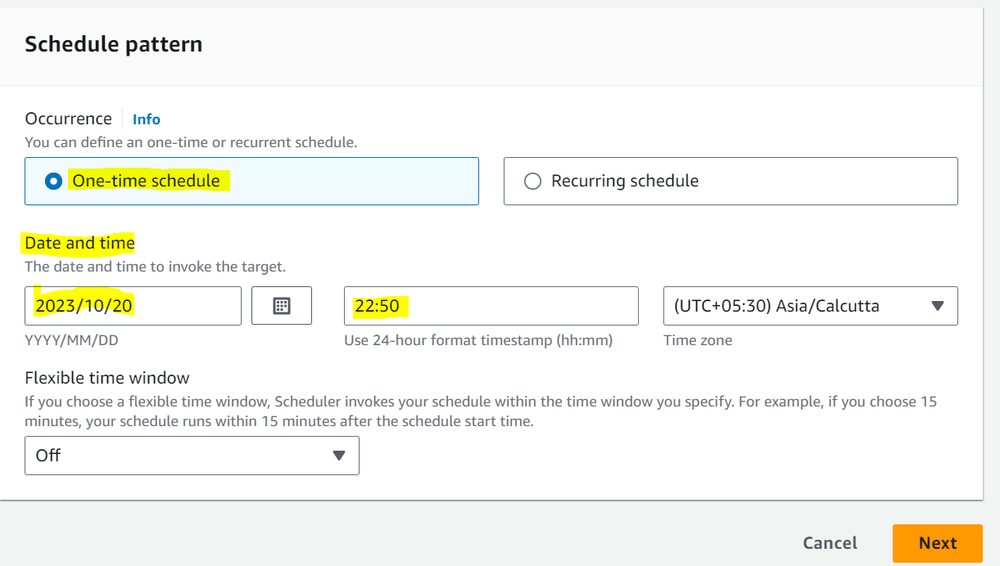 Schedule pattern
Occurrence Info
You can define an one-time or recurrent schedule.
One-time schedule Recurring schedule
Date and time
The date and time to invoke the target.
2023/10/20 22:50 (UTC+05:30) Asia/Calcutta
YYYY/MM/DD Use 24-hour format timestamp (hh:mm) Time zone
Flexible time window
If you choose a flexible time window, Scheduler invokes your schedule within the time window you specify. For example, if you choose 15
minutes, your schedule runs within 15 minutes after the schedule start time.
Off
Cancel Next